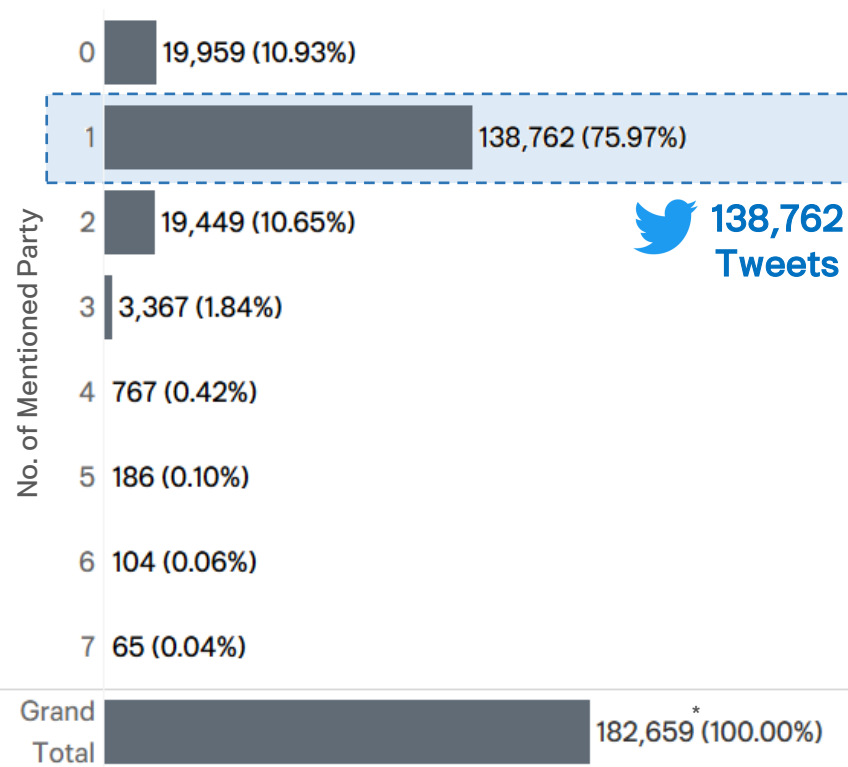 No. of Mentioned Party
0 19,959 (10.93%)
1 138,762 (75.97%)
2 19,449 (10.65%)
138,762
Tweets
3 3,367 (1.84%)
4 767 (0.42%)
5 186 (0.10%)
6 104 (0.06%)
7 65 (0.04%)
Grand
Total
182,659* (100.00%)